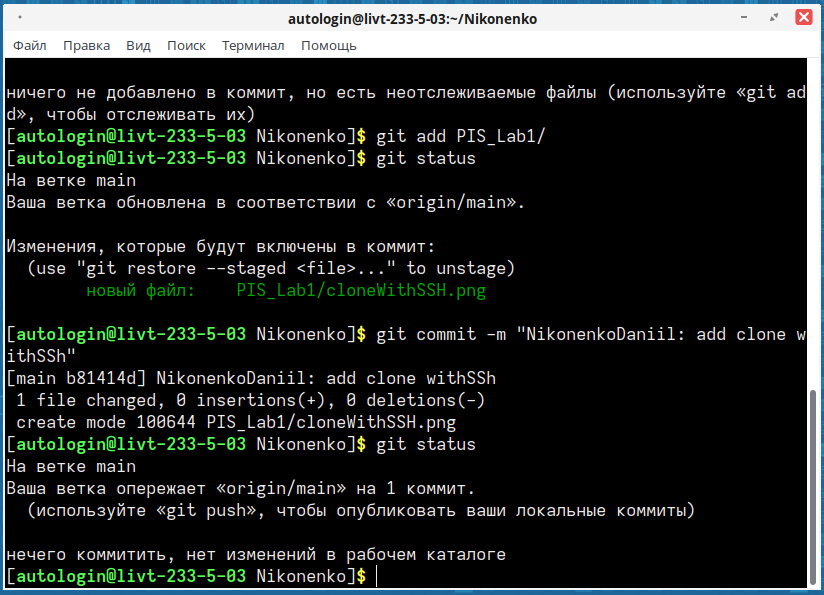 autologin@livt-233-5-03:~/Nikonenko
Файл Правка Вид Поиск Терминал Помощь
ничего не добавлено в коммит, но есть неотслеживаемые файлы (используйте «git ad
d», чтобы отслеживать их)
[autologin@livt-233-5-03 Nikonenko]$ git add PIS_Lab1/
[autologin@livt-233-5-03 Nikonenko]$ git status
На ветке main
Ваша ветка обновлена в соответствии с «origin/main».
Изменения, которые будут включены в коммит:
  (use "git restore --staged <file>..." to unstage)
        новый файл:    PIS_Lab1/cloneWithSSH.png
[autologin@livt-233-5-03 Nikonenko]$ git commit -m "NikonenkoDaniil: add clone w
ithSSh"
[main b81414d] NikonenkoDaniil: add clone withSSh
 1 file changed, 0 insertions(+), 0 deletions(-)
 create mode 100644 PIS_Lab1/cloneWithSSH.png
[autologin@livt-233-5-03 Nikonenko]$ git status
На ветке main
Ваша ветка опережает «origin/main» на 1 коммит.
  (используйте «git push», чтобы опубликовать ваши локальные коммиты)
нечего коммитить, нет изменений в рабочем каталоге
[autologin@livt-233-5-03 Nikonenko]$